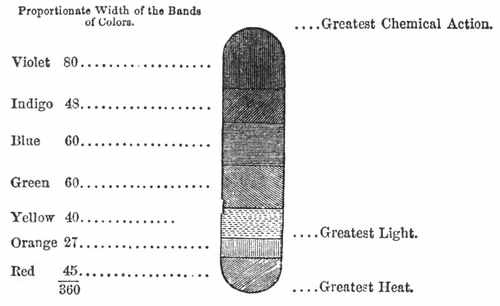 Proportionate Width of the Bands
of Colors.
....Greatest Chemical Action.
Violet 80....................
Indigo 48....................
Blue 60....................
Green 60....................
Yellow 40..............
....Greatest Light.
Orange 27....................
Red 45....................
....Greatest Heat.
360